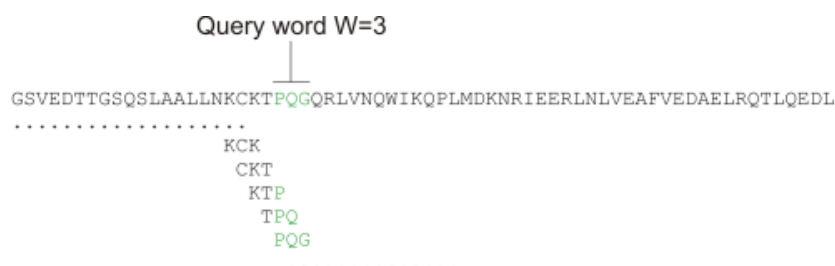 Query word W=3
GSVEDTTGSQSLAALLNKCKTPQGQRLVNQWIKQPLMDKNRIEERLNLVEAFVEDAELRQTLQEDL
...................
KCK
CKT
KTP
TPQ
PQG